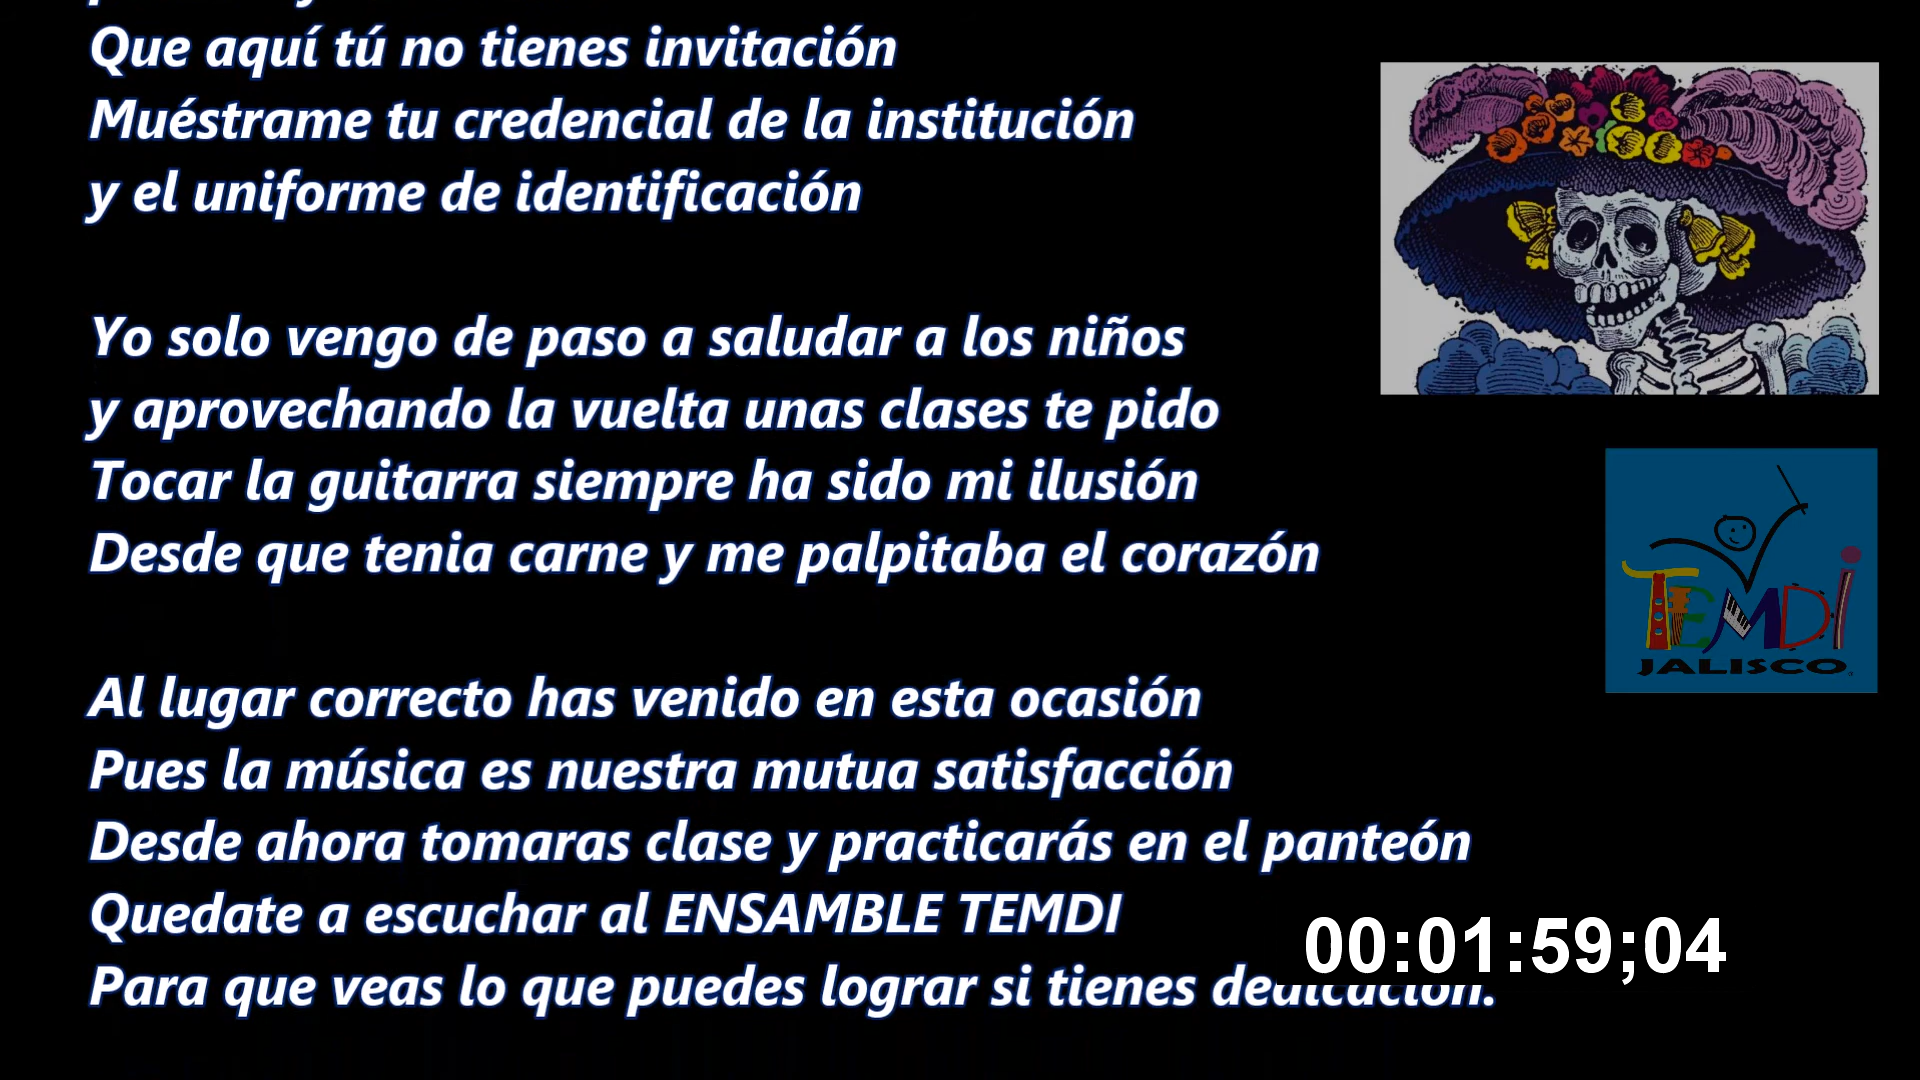 Que aquí tú no tienes invitación
Muéstrame tu credencial de la institución
y el uniforme de identificación
Yo solo vengo de paso a saludar a los niños
y aprovechando la vuelta unas clases te pido
Tocar la guitarra siempre ha sido mi ilusión
Desde que tenia carne y me palpitaba el corazón
Al lugar correcto has venido en esta ocasión
Pues la música es nuestra mutua satisfacción
Desde ahora tomaras clase y practicarás en el panteón
Quedate a escuchar al ENSAMBLE TEMDI
Para que veas lo que puedes lograr si tienes dedicación.
TEMDI
JALISCO
00:01:59;04